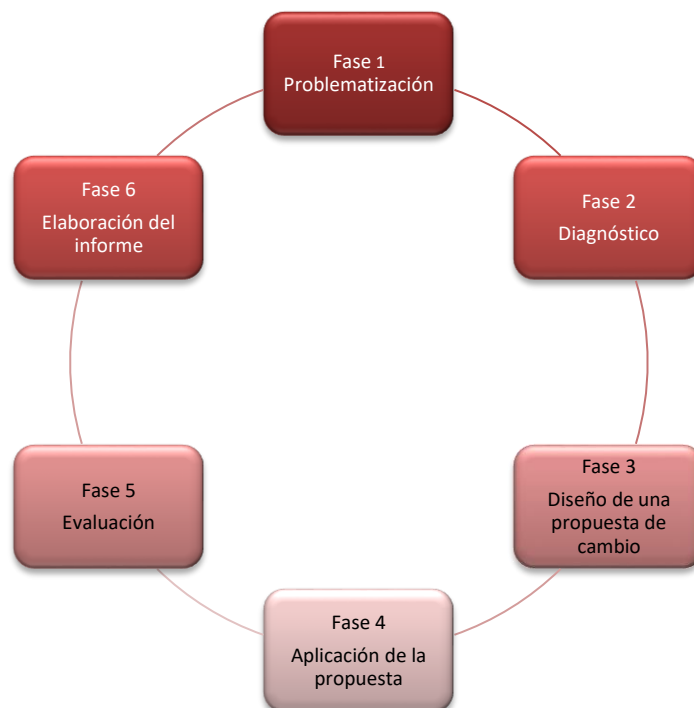 Fase 1
Problematización
Fase 2
Diagnóstico
Fase 3
Diseño de una
propuesta de
cambio
Fase 4
Aplicación de la
propuesta
Fase 5
Evaluación
Fase 6
Elaboración del
informe